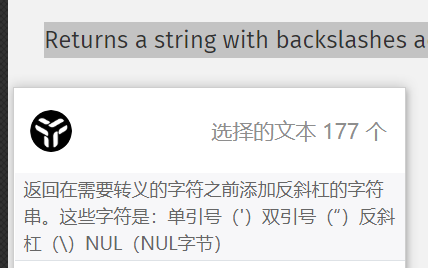 Returns a string with backslashes a
选择的文本 177 个
返回在需要转义的字符之前添加反斜杠的字符
串。这些字符是：单引号（'）双引号（"）反斜
杠（\）NUL（NUL字节）